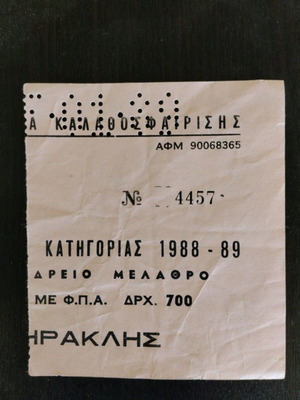 Α ΚΑΛΑΘΟΣΦΑΙΡΙΣΗΣ
ΑΦΜ 90068365
№ 4457
ΚΑΤΗΓΟΡΙΑΣ 1988 - 89
ΔΡΕΙΟ ΜΕΛΑΘΡΟ
ΜΕ Φ.Π.Α. ΔΡΧ. 700
ΗΡΑΚΛΗΣ